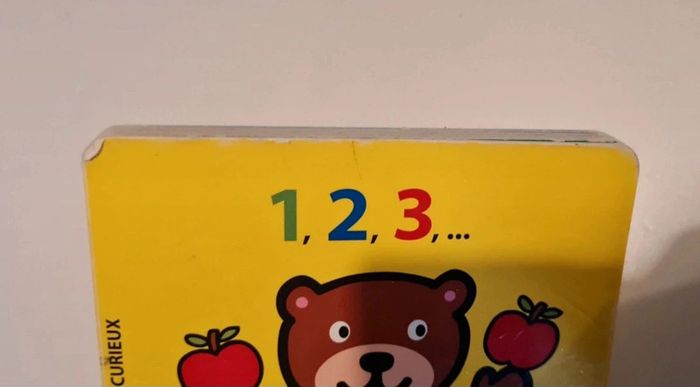 1, 2, 3, ...
CURIEUX